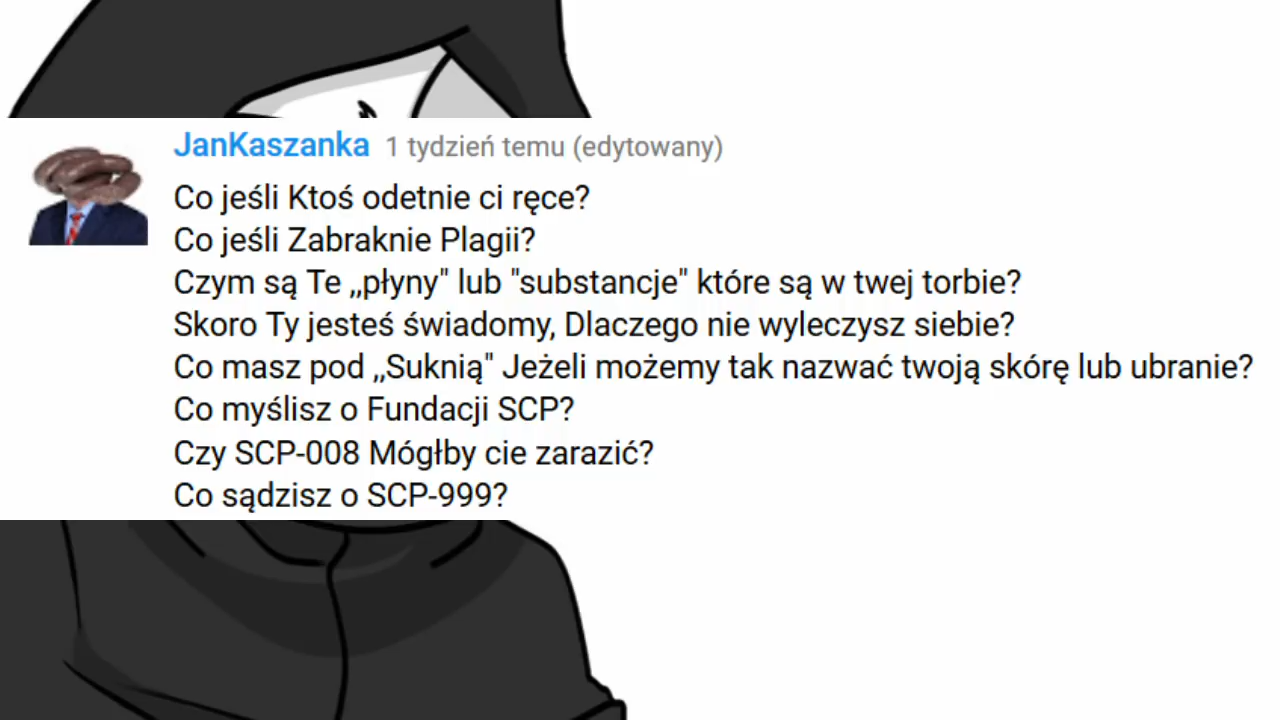 JanKaszanka 1 tydzień temu (edytowany)
Co jeśli Ktoś odetnie ci ręce?
Co jeśli Zabraknie Plagii?
Czym są Te ,,płyny" lub "substancje" które są w twej torbie?
Skoro Ty jesteś świadomy, Dlaczego nie wyleczysz siebie?
Co masz pod ,,Suknią" Jeżeli możemy tak nazwać twoją skórę lub ubranie?
Co myślisz o Fundacji SCP?
Czy SCP-008 Mógłby cie zarazić?
Co sądzisz o SCP-999?